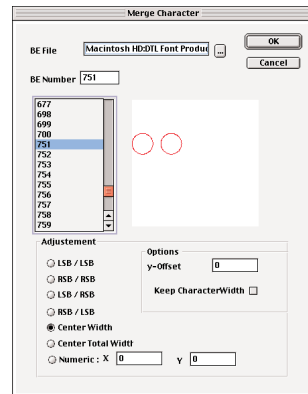 Merge Character
BE File Macintosh HD:DTL Font Produc ... OK
Cancel
BE Number 751
677
698
699
700
751
752
753
754
755
756
757
758
759
Adjustement
LSB / LSB
RSB / RSB
LSB / RSB
RSB / LSB
Center Width
Center Total Width
Numeric : X 0 Y 0
Options
y-Offset 0
Keep CharacterWidth